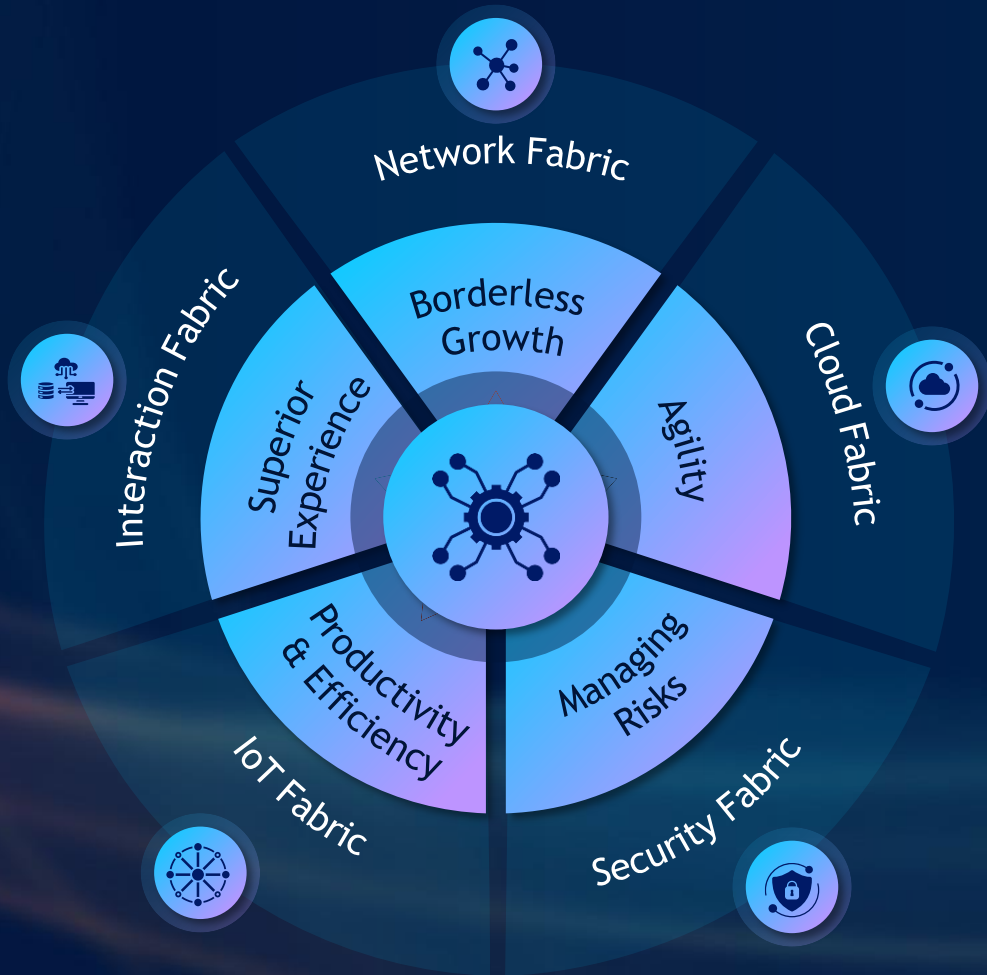 Network Fabric
Borderless
Growth
Cloud Fabric
Agility
Security Fabric
Managing
Risks
IoT Fabric
Productivity
& Efficiency
Interaction Fabric
Superior
Experience